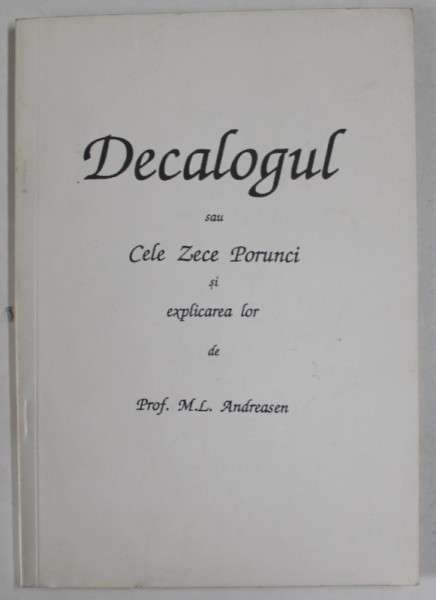 Decalogul
sau
Cele Zece Porunci
și
explicarea lor
de
Prof. M.L. Andreasen